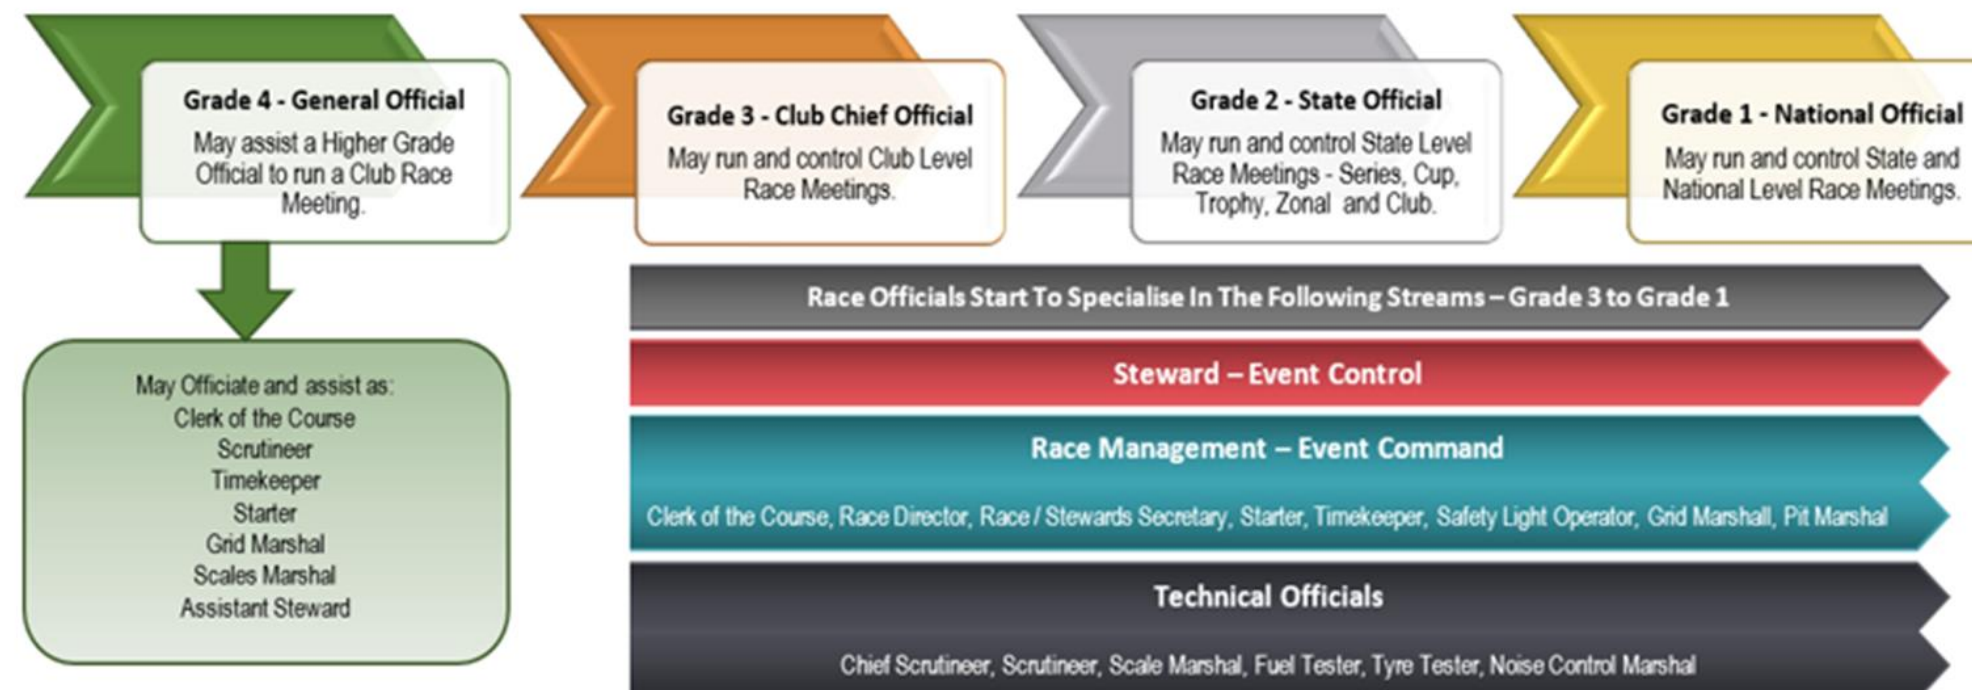 Grade 4 - General Official
May assist a Higher Grade
Official to run a Club Race
Meeting.
Grade 3 - Club Chief Official
May run and control Club Level
Race Meetings.
Grade 2 - State Official
May run and control State Level
Race Meetings - Series, Cup,
Trophy, Zonal and Club.
Grade 1 - National Official
May run and control State and
National Level Race Meetings.
May Officiate and assist as:
Clerk of the Course
Scrutineer
Timekeeper
Starter
Grid Marshal
Scales Marshal
Assistant Steward
Race Officials Start To Specialise In The Following Streams – Grade 3 to Grade 1
Steward – Event Control
Race Management – Event Command
Clerk of the Course, Race Director, Race / Stewards Secretary, Starter, Timekeeper, Safety Light Operator, Grid Marshall, Pit Marshal
Technical Officials
Chief Scrutineer, Scrutineer, Scale Marshal, Fuel Tester, Tyre Tester, Noise Control Marshal